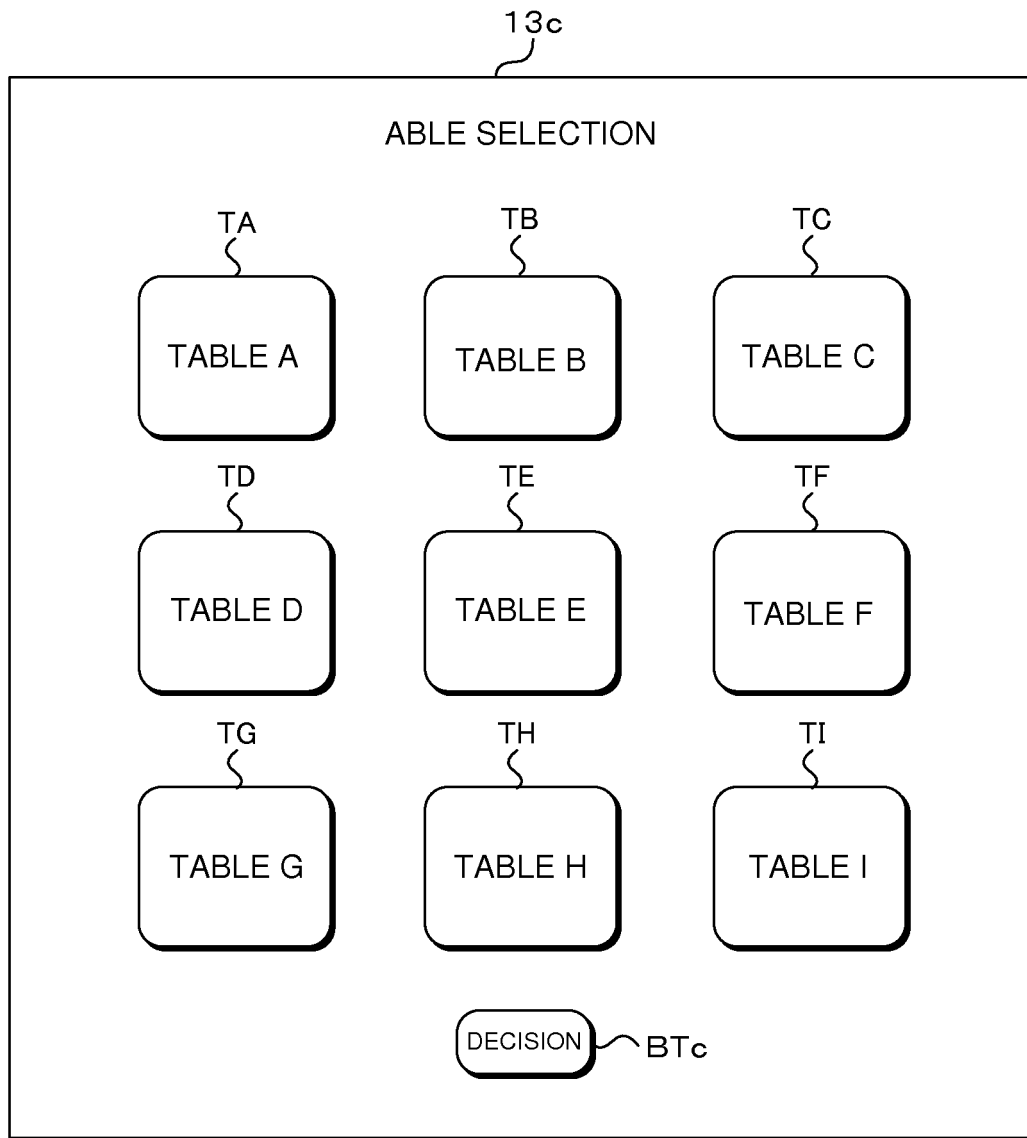 13c
ABLE SELECTION
TA TB TC
TABLE A TABLE B TABLE C
TD TE TF
TABLE D TABLE E TABLE F
TG TH TI
TABLE G TABLE H TABLE I
DECISION BTc